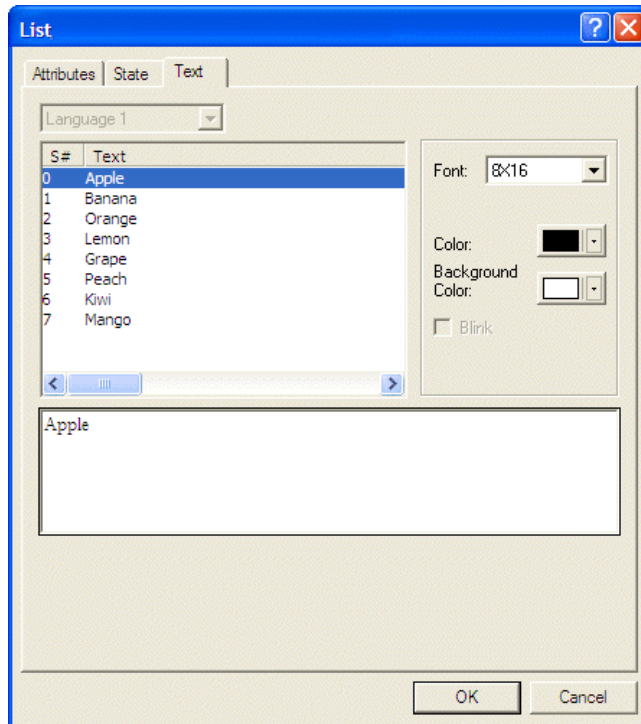 List
Attributes State Text
Language 1
S# Text
0 Apple
1 Banana
2 Orange
3 Lemon
4 Grape
5 Peach
6 Kiwi
7 Mango
Font: 8X16
Color:
Background
Color:
Blink
Apple
OK Cancel